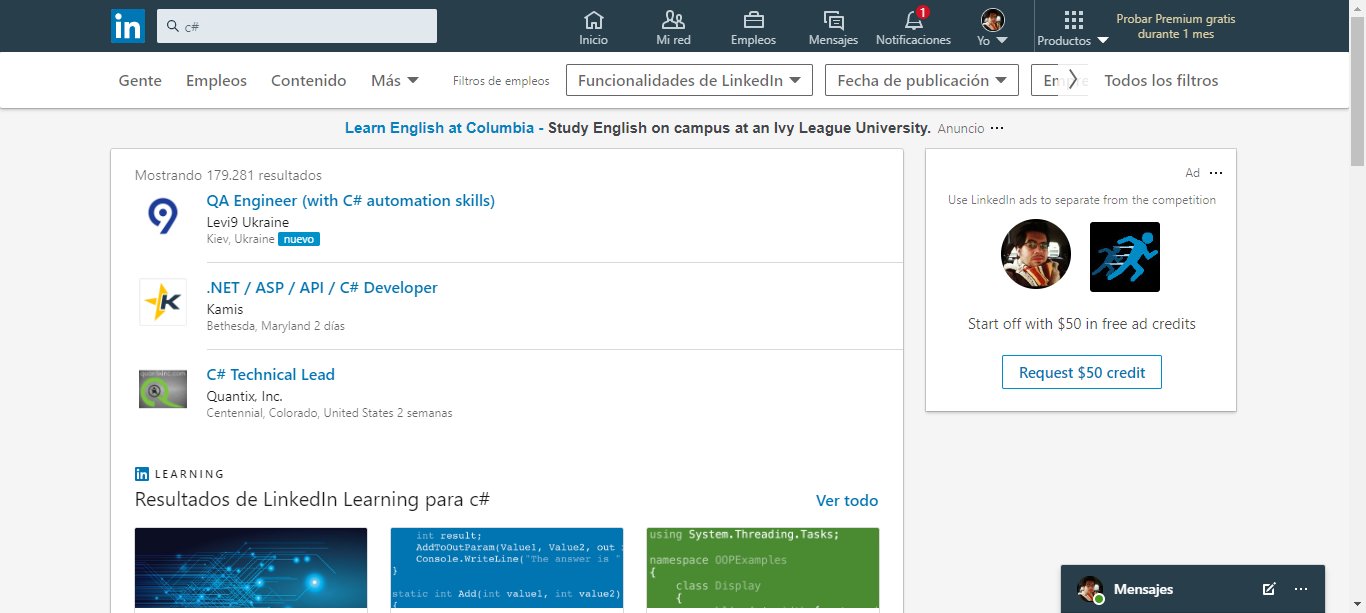 in
c#
Inicio
Mi red
Empleos
Mensajes
1
Notificaciones
Yo
Productos
Probar Premium gratis
durante 1 mes
Gente
Empleos
Contenido
Más
Filtros de empleos
Funcionalidades de LinkedIn
Fecha de publicación
Todos los filtros
Learn English at Columbia - Study English on campus at an Ivy League University. Anuncio ···
Mostrando 179.281 resultados
9
QA Engineer (with C# automation skills)
Levi9 Ukraine
Kiev, Ukraine nuevo
K
.NET / ASP / API / C# Developer
Kamis
Bethesda, Maryland 2 días
C# Technical Lead
Quantix, Inc.
Centennial, Colorado, United States 2 semanas
in LEARNING
Resultados de LinkedIn Learning para c#
Ver todo
int result;
AddToOutParam(Value1, Value2, out
Console.WriteLine("The answer is "
}
static int Add(int value1, int value2)
{
using System.Threading.Tasks;
namespace OOPExamples
{
class Display
{
Ad ···
Use LinkedIn ads to separate from the competition
Start off with $50 in free ad credits
Request $50 credit
Mensajes
···